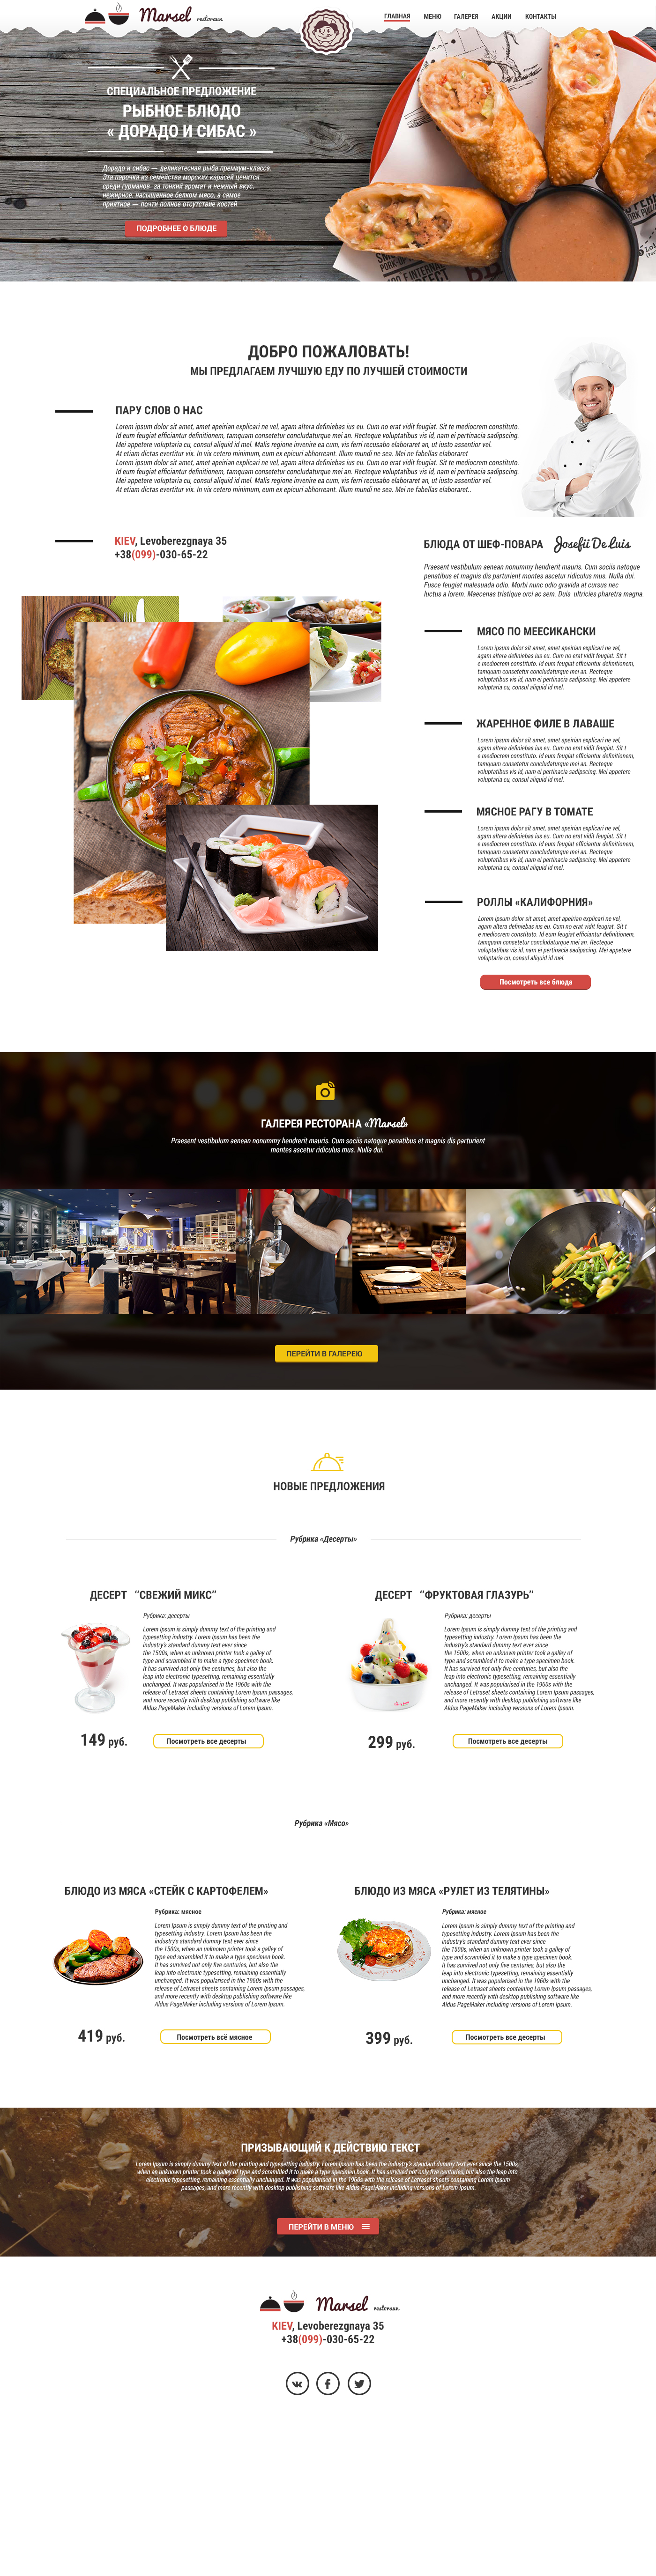 Marsel restoraun
ГЛАВНАЯ МЕНЮ ГАЛЕРЕЯ АКЦИИ КОНТАКТЫ
СПЕЦИАЛЬНОЕ ПРЕДЛОЖЕНИЕ
РЫБНОЕ БЛЮДО
« ДОРАДО И СИБАС »
Дорадо и сибас — деликатесная рыба премиум-класса.
Эта парочка из семейства морских карасей ценится
среди гурманов за тонкий аромат и нежный вкус,
нежирное, насыщенное белком мясо, а самое
приятное — почти полное отсутствие костей.
ПОДРОБНЕЕ О БЛЮДЕ
ДОБРО ПОЖАЛОВАТЬ!
МЫ ПРЕДЛАГАЕМ ЛУЧШУЮ ЕДУ ПО ЛУЧШЕЙ СТОИМОСТИ
ПАРУ СЛОВ О НАС
Lorem ipsum dolor sit amet, amet apeirian explicari ne vel, agam altera definiebas ius eu. Cum no erat vidit feugiat. Sit te mediocrem constituto.
Id eum feugiat efficiantur definitionem, tamquam consetetur concludaturque mei an. Recteque voluptatibus vis id, nam ei pertinacia sadipscing.
Mei appetere voluptaria cu, consul aliquid id mel. Malis regione invenire ea cum, vis ferri recusabo elaboraret an, ut iusto assentior vel.
At etiam dictas evertitur vix. In vix cetero minimum, eum ex epicuri abhorreant. Illum mundi ne sea. Mei ne fabellas elaboraret
Lorem ipsum dolor sit amet, amet apeirian explicari ne vel, agam altera definiebas ius eu. Cum no erat vidit feugiat. Sit te mediocrem constituto.
Id eum feugiat efficiantur definitionem, tamquam consetetur concludaturque mei an. Recteque voluptatibus vis id, nam ei pertinacia sadipscing.
Mei appetere voluptaria cu, consul aliquid id mel. Malis regione invenire ea cum, vis ferri recusabo elaboraret an, ut iusto assentior vel.
At etiam dictas evertitur vix. In vix cetero minimum, eum ex epicuri abhorreant. Illum mundi ne sea. Mei ne fabellas elaboraret..
KIEV, Levoberezgnaya 35
+38(099)-030-65-22
БЛЮДА ОТ ШЕФ-ПОВАРА Josefii De Luis
Praesent vestibulum aenean nonummy hendrerit mauris. Cum sociis natoque
penatibus et magnis dis parturient montes ascetur ridiculus mus. Nulla dui.
Fusce feugiat malesuada odio. Morbi nunc odio gravida at cursus nec
luctus a lorem. Maecenas tristique orci ac sem. Duis ultricies pharetra magna.
МЯСО ПО МЕЕСИКАНСКИ
Lorem ipsum dolor sit amet, amet apeirian explicari ne vel,
agam altera definiebas ius eu. Cum no erat vidit feugiat. Sit t
e mediocrem constituto. Id eum feugiat efficiantur definitionem,
tamquam consetetur concludaturque mei an. Recteque
voluptatibus vis id, nam ei pertinacia sadipscing. Mei appetere
voluptaria cu, consul aliquid id mel.
ЖАРЕННОЕ ФИЛЕ В ЛАВАШЕ
Lorem ipsum dolor sit amet, amet apeirian explicari ne vel,
agam altera definiebas ius eu. Cum no erat vidit feugiat. Sit t
e mediocrem constituto. Id eum feugiat efficiantur definitionem,
tamquam consetetur concludaturque mei an. Recteque
voluptatibus vis id, nam ei pertinacia sadipscing. Mei appetere
voluptaria cu, consul aliquid id mel.
МЯСНОЕ РАГУ В ТОМАТЕ
Lorem ipsum dolor sit amet, amet apeirian explicari ne vel,
agam altera definiebas ius eu. Cum no erat vidit feugiat. Sit t
e mediocrem constituto. Id eum feugiat efficiantur definitionem,
tamquam consetetur concludaturque mei an. Recteque
voluptatibus vis id, nam ei pertinacia sadipscing. Mei appetere
voluptaria cu, consul aliquid id mel.
РОЛЛЫ «КАЛИФОРНИЯ»
Lorem ipsum dolor sit amet, amet apeirian explicari ne vel,
agam altera definiebas ius eu. Cum no erat vidit feugiat. Sit t
e mediocrem constituto. Id eum feugiat efficiantur definitionem,
tamquam consetetur concludaturque mei an. Recteque
voluptatibus vis id, nam ei pertinacia sadipscing. Mei appetere
voluptaria cu, consul aliquid id mel.
Посмотреть все блюда
ГАЛЕРЕЯ РЕСТОРАНА «Marsel»
Praesent vestibulum aenean nonummy hendrerit mauris. Cum sociis natoque penatibus et magnis dis parturient
montes ascetur ridiculus mus. Nulla dui.
ПЕРЕЙТИ В ГАЛЕРЕЮ
НОВЫЕ ПРЕДЛОЖЕНИЯ
Рубрика «Десерты»
ДЕСЕРТ ''СВЕЖИЙ МИКС''
Рубрика: десерты
Lorem Ipsum is simply dummy text of the printing and
typesetting industry. Lorem Ipsum has been the
industry's standard dummy text ever since
the 1500s, when an unknown printer took a galley of
type and scrambled it to make a type specimen book.
It has survived not only five centuries, but also the
leap into electronic typesetting, remaining essentially
unchanged. It was popularised in the 1960s with the
release of Letraset sheets containing Lorem Ipsum passages,
and more recently with desktop publishing software like
Aldus PageMaker including versions of Lorem Ipsum.
149 руб.
Посмотреть все десерты
ДЕСЕРТ ''ФРУКТОВАЯ ГЛАЗУРЬ''
Рубрика: десерты
Lorem Ipsum is simply dummy text of the printing and
typesetting industry. Lorem Ipsum has been the
industry's standard dummy text ever since
the 1500s, when an unknown printer took a galley of
type and scrambled it to make a type specimen book.
It has survived not only five centuries, but also the
leap into electronic typesetting, remaining essentially
unchanged. It was popularised in the 1960s with the
release of Letraset sheets containing Lorem Ipsum passages,
and more recently with desktop publishing software like
Aldus PageMaker including versions of Lorem Ipsum.
299 руб.
Посмотреть все десерты
Рубрика «Мясо»
БЛЮДО ИЗ МЯСА «СТЕЙК С КАРТОФЕЛЕМ»
Рубрика: мясное
Lorem Ipsum is simply dummy text of the printing and
typesetting industry. Lorem Ipsum has been the
industry's standard dummy text ever since
the 1500s, when an unknown printer took a galley of
type and scrambled it to make a type specimen book.
It has survived not only five centuries, but also the
leap into electronic typesetting, remaining essentially
unchanged. It was popularised in the 1960s with the
release of Letraset sheets containing Lorem Ipsum passages,
and more recently with desktop publishing software like
Aldus PageMaker including versions of Lorem Ipsum.
419 руб.
Посмотреть всё мясное
БЛЮДО ИЗ МЯСА «РУЛЕТ ИЗ ТЕЛЯТИНЫ»
Рубрика: мясное
Lorem Ipsum is simply dummy text of the printing and
typesetting industry. Lorem Ipsum has been the
industry's standard dummy text ever since
the 1500s, when an unknown printer took a galley of
type and scrambled it to make a type specimen book.
It has survived not only five centuries, but also the
leap into electronic typesetting, remaining essentially
unchanged. It was popularised in the 1960s with the
release of Letraset sheets containing Lorem Ipsum passages,
and more recently with desktop publishing software like
Aldus PageMaker including versions of Lorem Ipsum.
399 руб.
Посмотреть все десерты
ПРИЗЫВАЮЩИЙ К ДЕЙСТВИЮ ТЕКСТ
Lorem Ipsum is simply dummy text of the printing and typesetting industry. Lorem Ipsum has been the industry's standard dummy text ever since the 1500s,
when an unknown printer took a galley of type and scrambled it to make a type specimen book. It has survived not only five centuries, but also the leap into
electronic typesetting, remaining essentially unchanged. It was popularised in the 1960s with the release of Letraset sheets containing Lorem Ipsum
passages, and more recently with desktop publishing software like Aldus PageMaker including versions of Lorem Ipsum.
ПЕРЕЙТИ В МЕНЮ
Marsel restoraun
KIEV, Levoberezgnaya 35
+38(099)-030-65-22